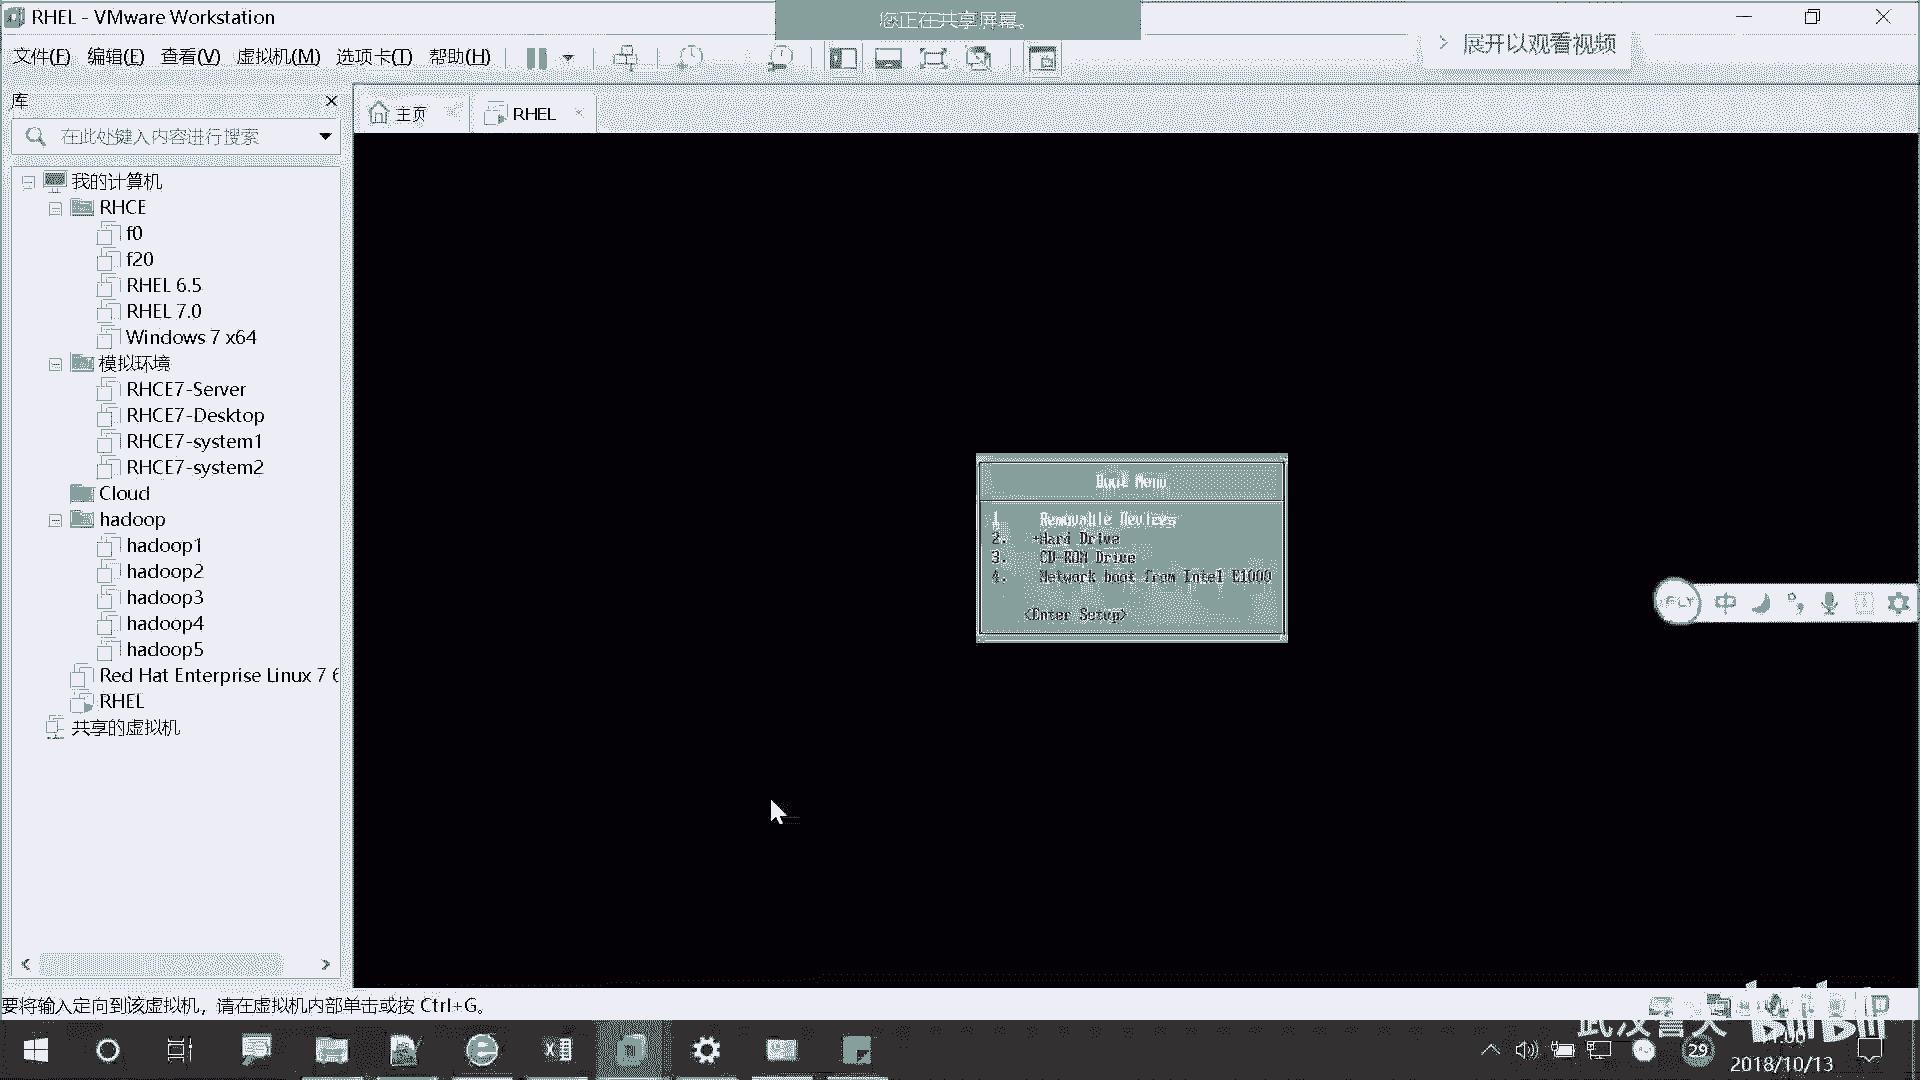 RHEL - VMware Workstation
您正在共享屏幕。
文件(F) 编辑(E) 查看(V) 虚拟机(M) 选项卡(T) 帮助(H)
展开以观看视频
库
主页
RHEL
在此处键入内容进行搜索
我的计算机
RHCE
f0
f20
RHEL 6.5
RHEL 7.0
Windows 7 x64
模拟环境
RHCE7-Server
RHCE7-Desktop
RHCE7-system1
RHCE7-system2
Cloud
hadoop
hadoop1
hadoop2
hadoop3
hadoop4
hadoop5
Red Hat Enterprise Linux 7 6
RHEL
共享的虚拟机
Boot Menu
1. Removable Devices
2. +Hard Drive
3. CD-ROM Drive
4. Network boot from Intel E1000
<Enter Setup>
iFLY 中
要将输入定向到该虚拟机，请在虚拟机内部单击或按 Ctrl+G。
bilibili
29
2018/10/13